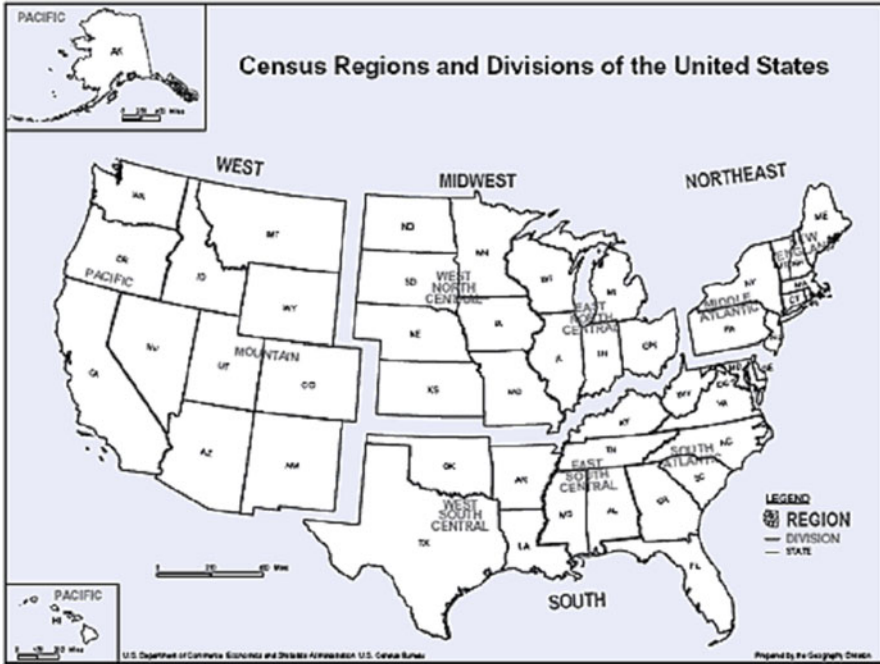 PACIFIC
AK
Census Regions and Divisions of the United States
WEST
MIDWEST
NORTHEAST
WA
MT
ND
MN
ME
OR
PACIFIC
ID
SD
WEST
NORTH
CENTRAL
WI
MI
NEW
ENGLAND
NH
NY
MA
CT
WY
NE
IA
EAST
NORTH
CENTRAL
MIDDLE
ATLANTIC
PA
NJ
NV
UT
MOUNTAIN
CO
CA
KS
MO
IL
IN
OH
MD
DE
DC
WV
VA
KY
AZ
NM
OK
AR
TN
NC
SOUTH
ATLANTIC
SC
EAST
SOUTH
CENTRAL
MS
AL
GA
TX
WEST
SOUTH
CENTRAL
LA
FL
SOUTH
LEGEND
REGION
DIVISION
STATE
PACIFIC
HI
U.S. Department of Commerce Economics and Statistics Administration U.S. Census Bureau
Prepared by the Geography Division